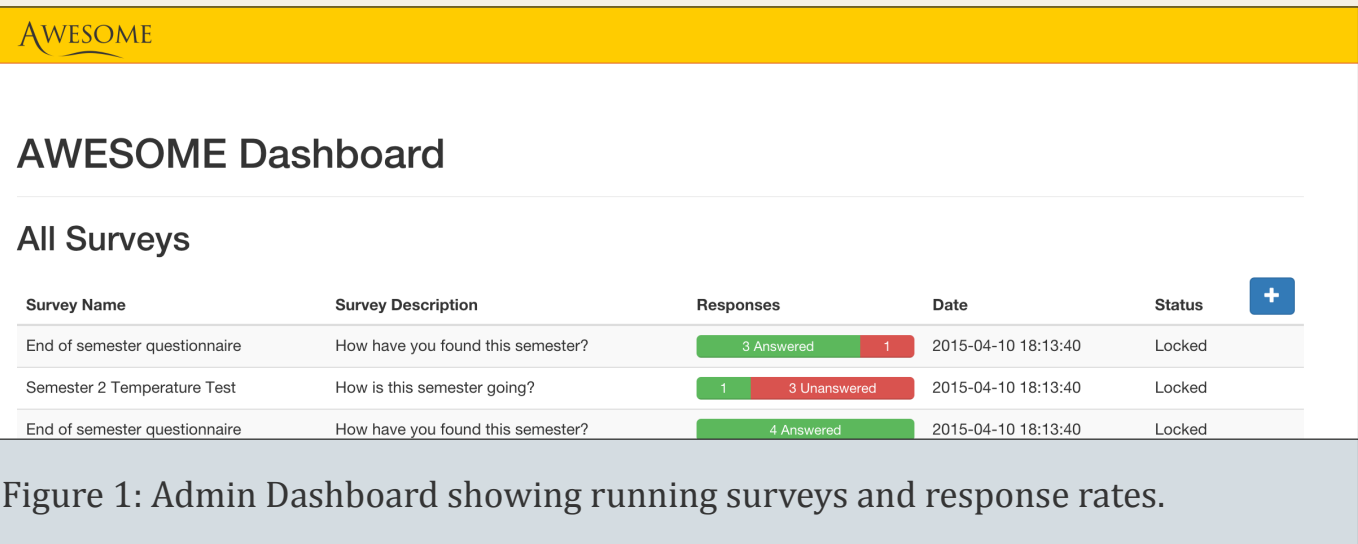 AWESOME
AWESOME Dashboard
All Surveys
Survey Name Survey Description Responses Date Status +
End of semester questionnaire How have you found this semester? 3 Answered 1 2015-04-10 18:13:40 Locked
Semester 2 Temperature Test How is this semester going? 1 3 Unanswered 2015-04-10 18:13:40 Locked
End of semester questionnaire How have you found this semester? 4 Answered 2015-04-10 18:13:40 Locked
Figure 1: Admin Dashboard showing running surveys and response rates.